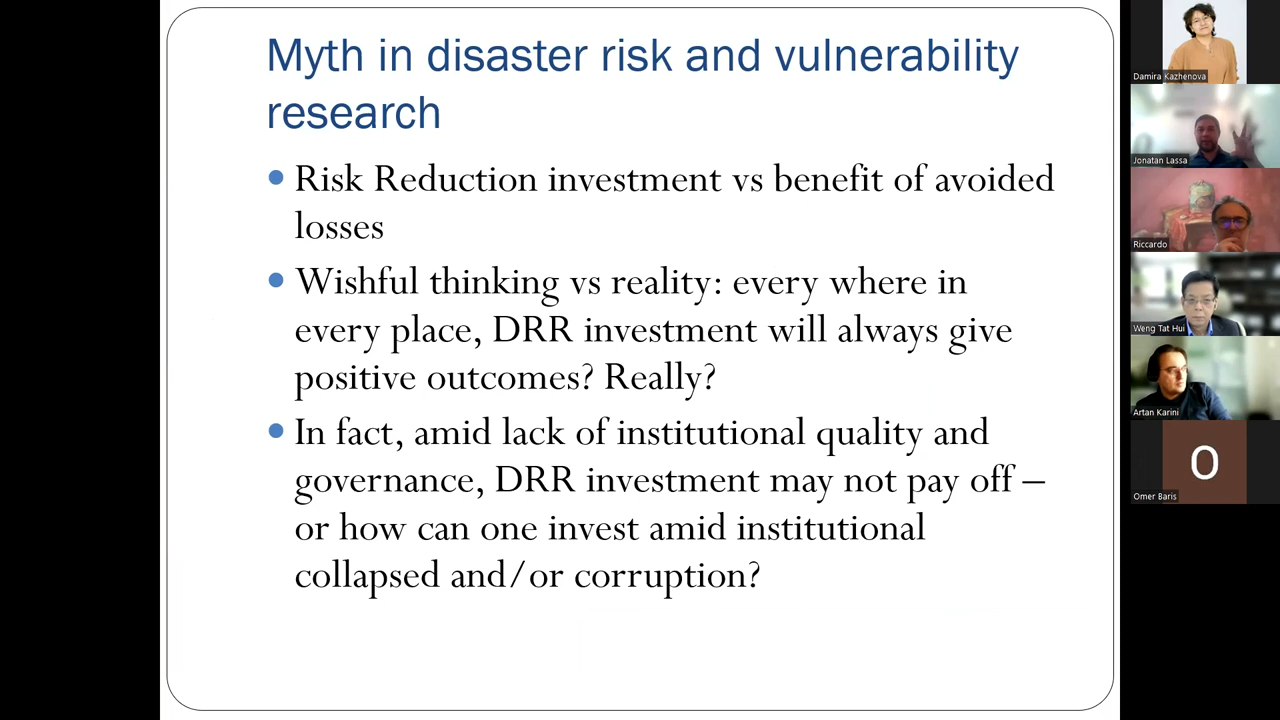 Myth in disaster risk and vulnerability
research
• Risk Reduction investment vs benefit of avoided
losses
• Wishful thinking vs reality: every where in
every place, DRR investment will always give
positive outcomes? Really?
• In fact, amid lack of institutional quality and
governance, DRR investment may not pay off –
or how can one invest amid institutional
collapsed and/or corruption?
Damira Kazhenova
Jonatan Lassa
Riccardo
Weng Tat Hui
Artan Karini
O
Omer Baris